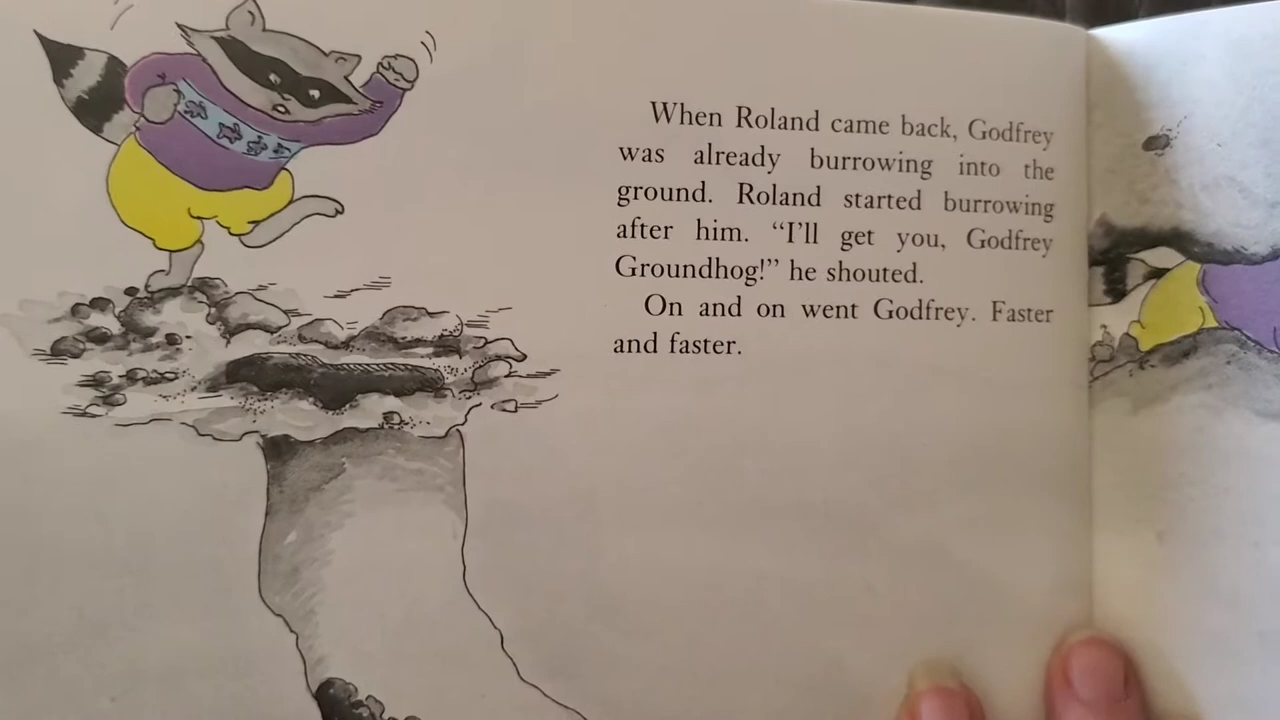 When Roland came back, Godfrey
was already burrowing into the
ground. Roland started burrowing
after him. “I’ll get you, Godfrey
Groundhog!” he shouted.
On and on went Godfrey. Faster
and faster.